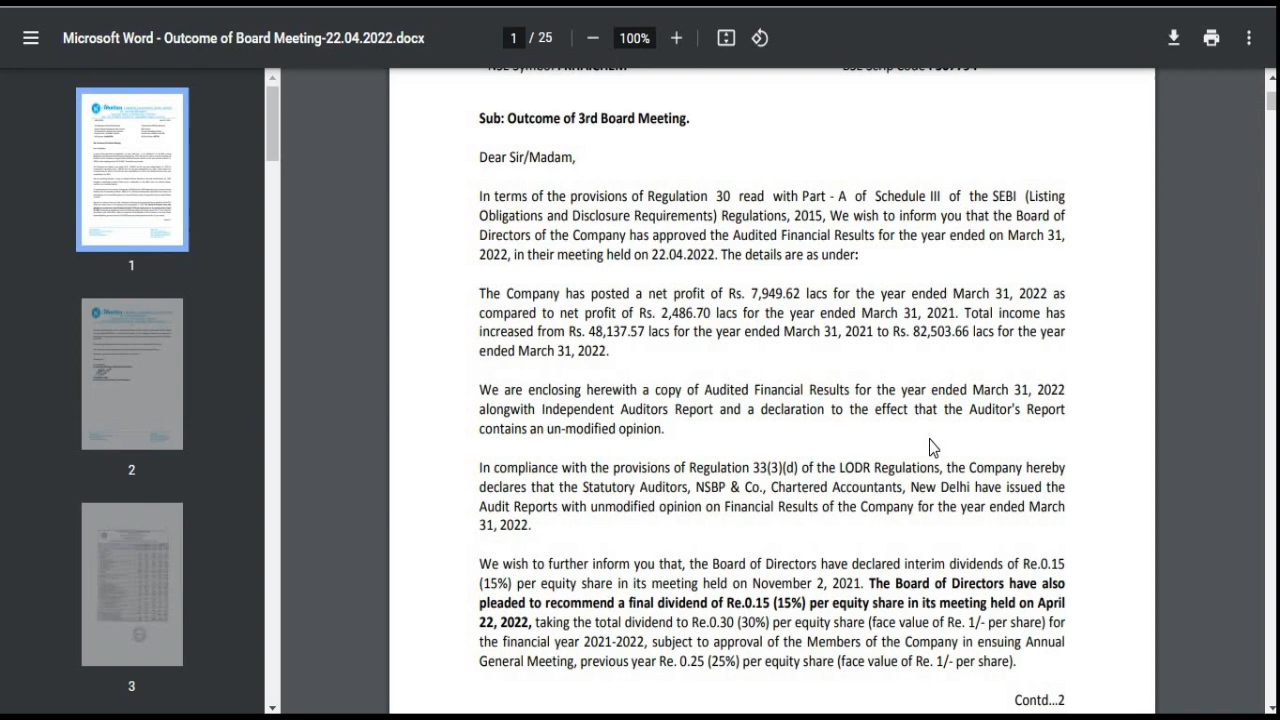 Microsoft Word - Outcome of Board Meeting-22.04.2022.docx
1 / 25
100%
Sub: Outcome of 3rd Board Meeting.
Dear Sir/Madam,
In terms of the provisions of Regulation 30 read with Part A of Schedule III of the SEBI (Listing
Obligations and Disclosure Requirements) Regulations, 2015, We wish to inform you that the Board of
Directors of the Company has approved the Audited Financial Results for the year ended on March 31,
2022, in their meeting held on 22.04.2022. The details are as under:
The Company has posted a net profit of Rs. 7,949.62 lacs for the year ended March 31, 2022 as
compared to net profit of Rs. 2,486.70 lacs for the year ended March 31, 2021. Total income has
increased from Rs. 48,137.57 lacs for the year ended March 31, 2021 to Rs. 82,503.66 lacs for the year
ended March 31, 2022.
We are enclosing herewith a copy of Audited Financial Results for the year ended March 31, 2022
alongwith Independent Auditors Report and a declaration to the effect that the Auditor's Report
contains an un-modified opinion.
In compliance with the provisions of Regulation 33(3)(d) of the LODR Regulations, the Company hereby
declares that the Statutory Auditors, NSBP & Co., Chartered Accountants, New Delhi have issued the
Audit Reports with unmodified opinion on Financial Results of the Company for the year ended March
31, 2022.
We wish to further inform you that, the Board of Directors have declared interim dividends of Re.0.15
(15%) per equity share in its meeting held on November 2, 2021. The Board of Directors have also
pleaded to recommend a final dividend of Re.0.15 (15%) per equity share in its meeting held on April
22, 2022, taking the total dividend to Re.0.30 (30%) per equity share (face value of Re. 1/- per share) for
the financial year 2021-2022, subject to approval of the Members of the Company in ensuing Annual
General Meeting, previous year Re. 0.25 (25%) per equity share (face value of Re. 1/- per share).
Contd...2
1
2
3